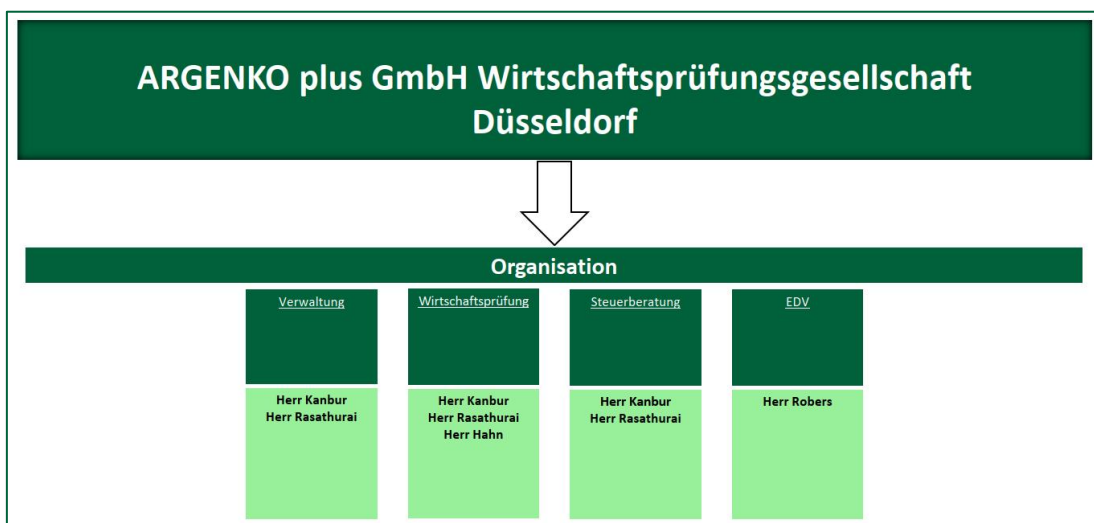 ARGENKO plus GmbH Wirtschaftsprüfungsgesellschaft
Düsseldorf
Organisation
Verwaltung
Herr Kanbur
Herr Rasathurai
Wirtschaftsprüfung
Herr Kanbur
Herr Rasathurai
Herr Hahn
Steuerberatung
Herr Kanbur
Herr Rasathurai
EDV
Herr Robers